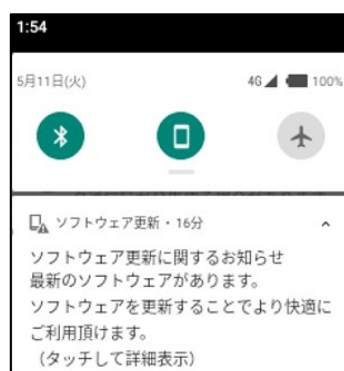 1:54
5月11日(火)
4G
100%
ソフトウェア更新・16分
ソフトウェア更新に関するお知らせ
最新のソフトウェアがあります。
ソフトウェアを更新することでより快適に
ご利用頂けます。
（タッチして詳細表示）